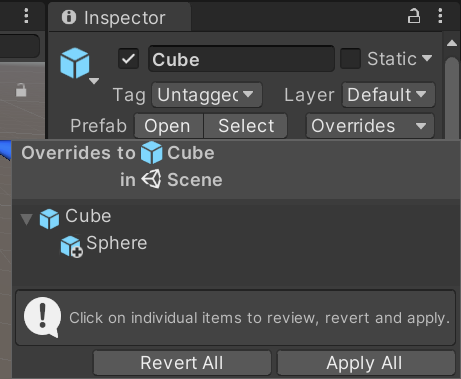 Inspector
Cube
Static
Tag Untagged Layer Default
Prefab Open Select Overrides
Overrides to Cube
in Scene
Cube
Sphere
Click on individual items to review, revert and apply.
Revert All Apply All